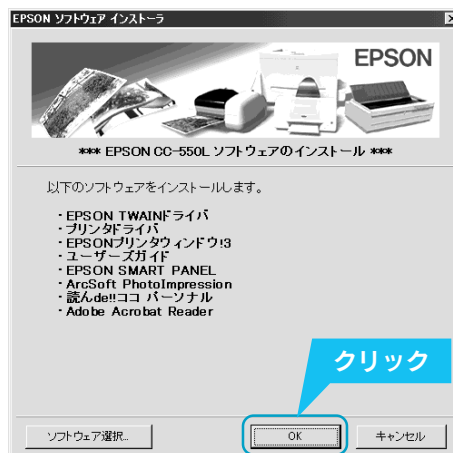 EPSON ソフトウェア インストーラ
EPSON
*** EPSON CC-550L ソフトウェアのインストール ***
以下のソフトウェアをインストールします。
・EPSON TWAINドライバ
・プリンタドライバ
・EPSONプリンタウィンドウ!3
・ユーザーズガイド
・EPSON SMART PANEL
・ArcSoft PhotoImpression
・読んde!!ココ パーソナル
・Adobe Acrobat Reader
クリック
ソフトウェア選択...
OK
キャンセル